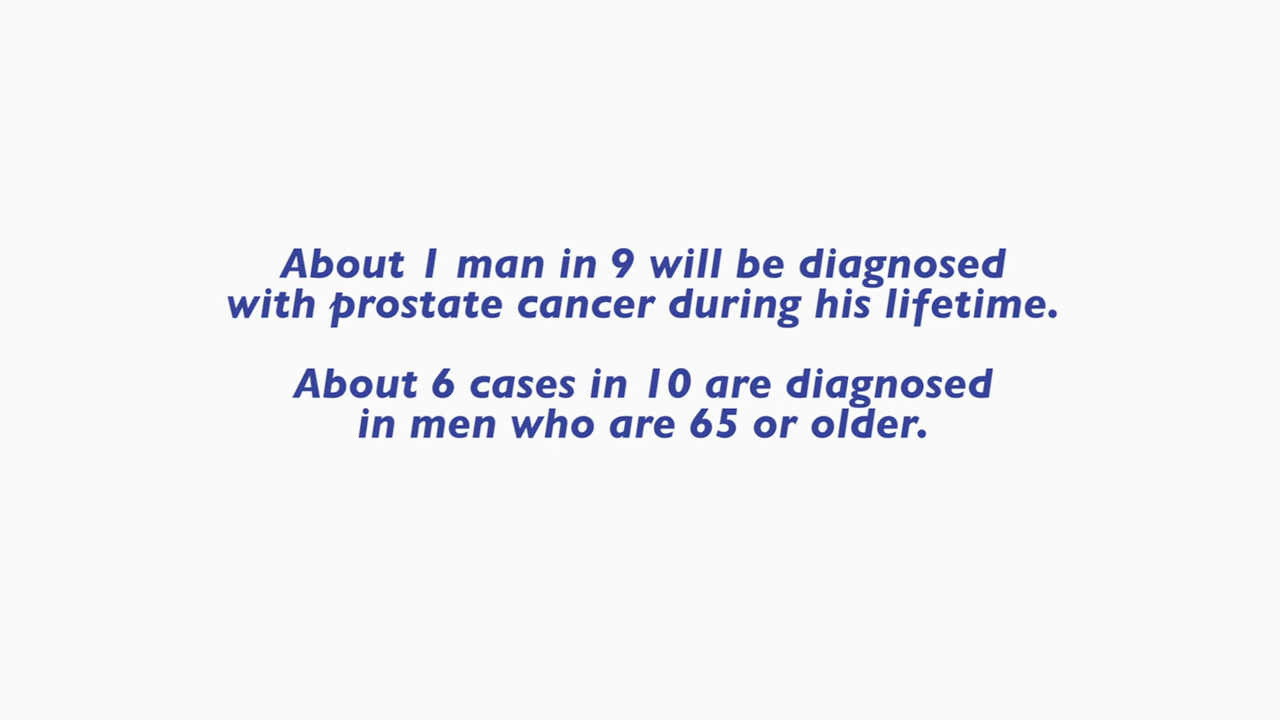 About 1 man in 9 will be diagnosed
with prostate cancer during his lifetime.
About 6 cases in 10 are diagnosed
in men who are 65 or older.